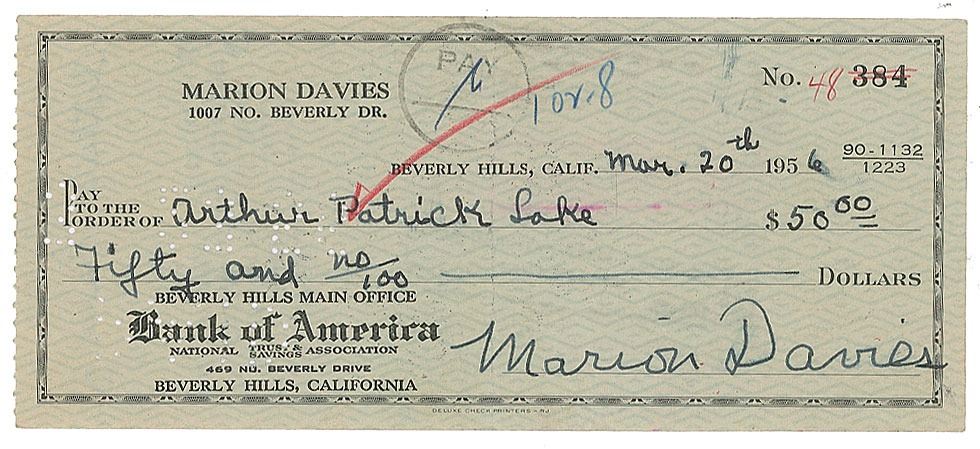 PAY
MARION DAVIES
1007 NO. BEVERLY DR.
No. 48 384
BEVERLY HILLS, CALIF. Mar. 20th 1956
90-1132
1223
PAY TO THE ORDER OF Arthur Patrick Lake $50 00
Fifty and no/100 DOLLARS
BEVERLY HILLS MAIN OFFICE
Bank of America
NATIONAL TRUST & SAVINGS ASSOCIATION
469 NO. BEVERLY DRIVE
BEVERLY HILLS, CALIFORNIA
Marion Davies
DELUXE CHECK PRINTERS - RJ